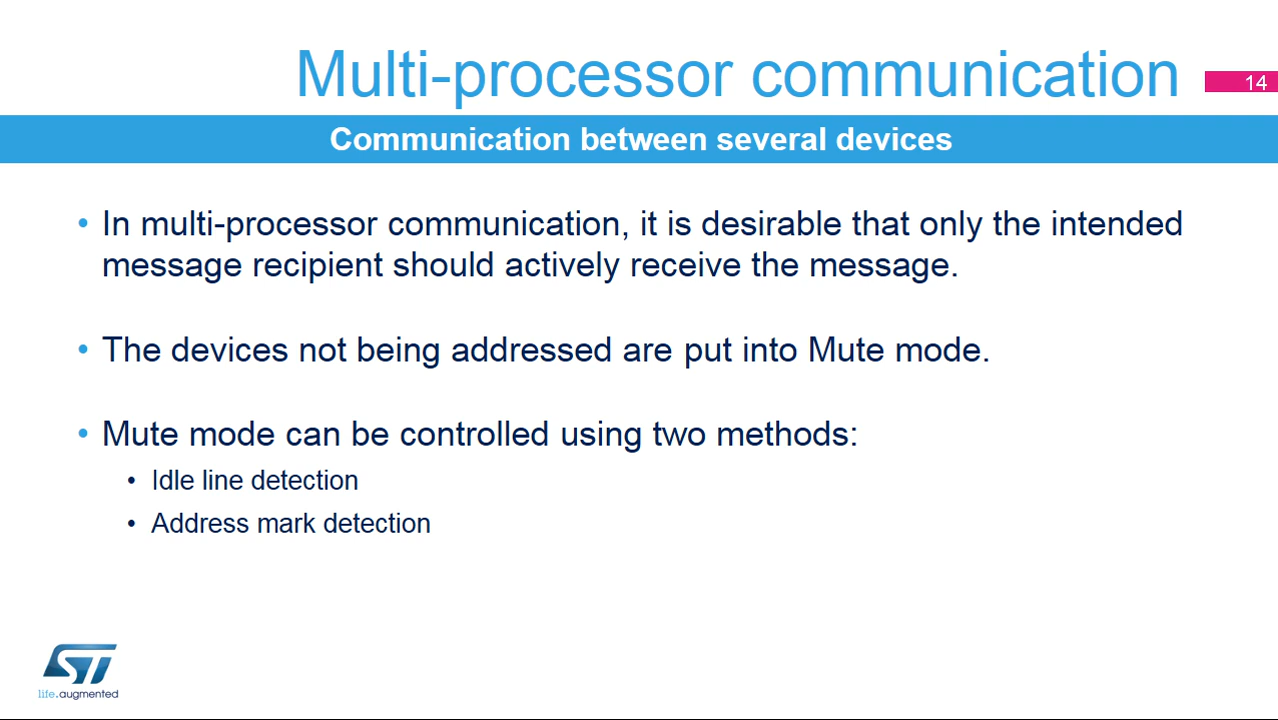 Multi-processor communication
14
Communication between several devices
• In multi-processor communication, it is desirable that only the intended
message recipient should actively receive the message.
• The devices not being addressed are put into Mute mode.
• Mute mode can be controlled using two methods:
• Idle line detection
• Address mark detection
ST
life.augmented